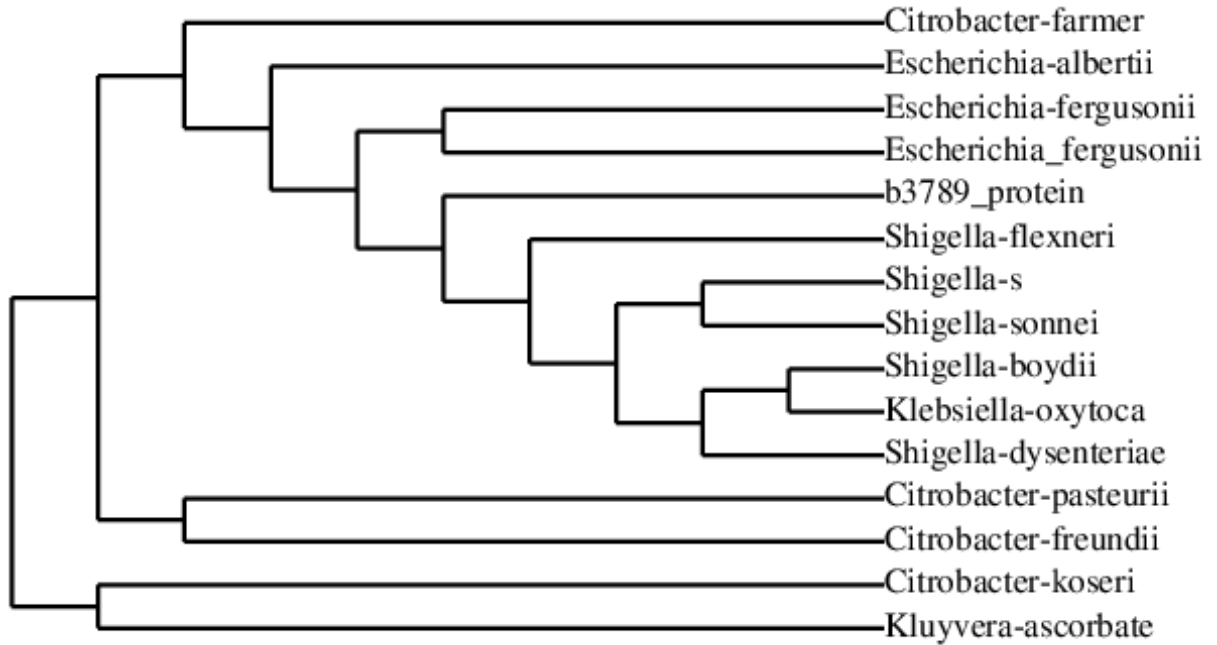 Citrobacter-farmer
Escherichia-albertii
Escherichia-fergusonii
Escherichia_fergusonii
b3789_protein
Shigella-flexneri
Shigella-s
Shigella-sonnei
Shigella-boydii
Klebsiella-oxytoca
Shigella-dysenteriae
Citrobacter-pasteurii
Citrobacter-freundii
Citrobacter-koseri
Kluyvera-ascorbate